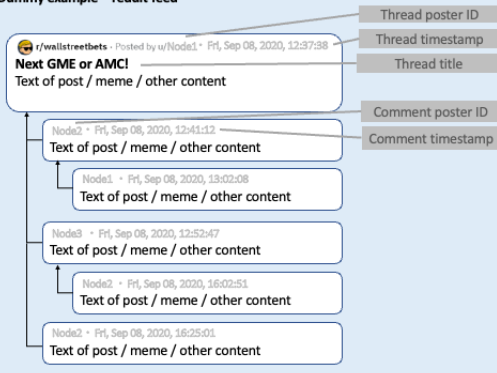 Dummy example – reddit feed
Thread poster ID
r/wallstreetbets · Posted by u/Node1 · Fri, Sep 08, 2020, 12:37:38
Thread timestamp
Next GME or AMC!
Thread title
Text of post / meme / other content
Comment poster ID
Node2 · Fri, Sep 08, 2020, 12:41:12
Comment timestamp
Text of post / meme / other content
Node1 · Fri, Sep 08, 2020, 13:02:08
Text of post / meme / other content
Node3 · Fri, Sep 08, 2020, 12:52:47
Text of post / meme / other content
Node2 · Fri, Sep 08, 2020, 16:02:51
Text of post / meme / other content
Node2 · Fri, Sep 08, 2020, 16:25:01
Text of post / meme / other content